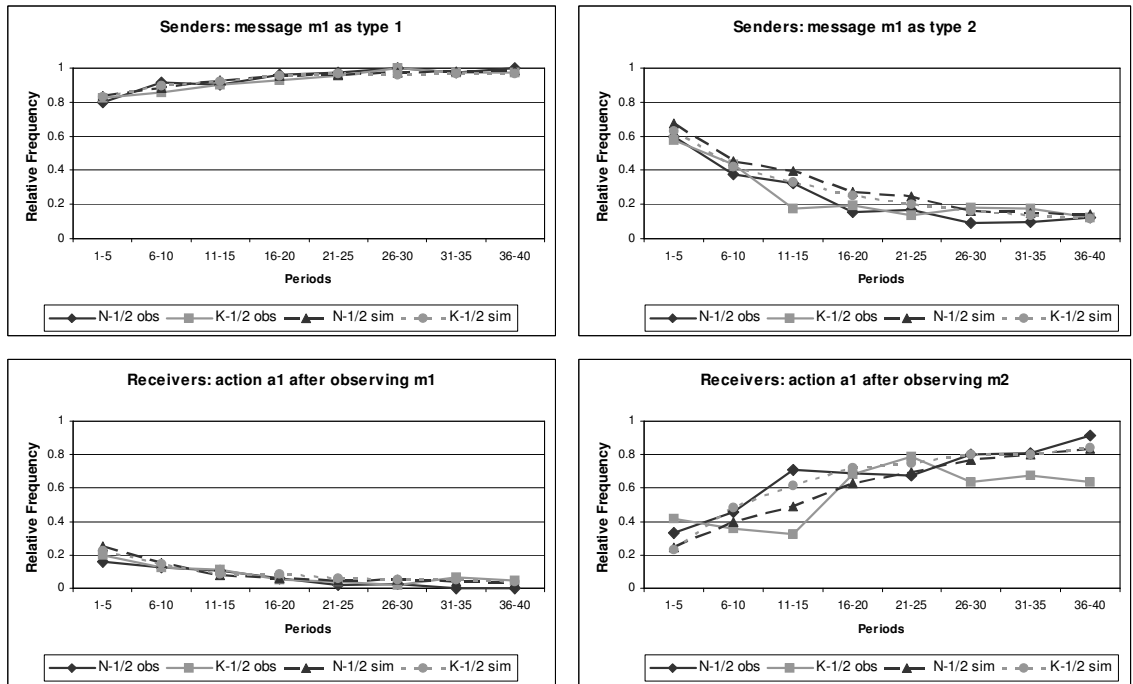 Senders: message m1 as type 1
Relative Frequency
1
0.8
0.6
0.4
0.2
0
1-5 6-10 11-15 16-20 21-25 26-30 31-35 36-40
Periods
N-1/2 obs K-1/2 obs N-1/2 sim K-1/2 sim
Senders: message m1 as type 2
Relative Frequency
1
0.8
0.6
0.4
0.2
0
1-5 6-10 11-15 16-20 21-25 26-30 31-35 36-40
Periods
N-1/2 obs K-1/2 obs N-1/2 sim K-1/2 sim
Receivers: action a1 after observing m1
Relative Frequency
1
0.8
0.6
0.4
0.2
0
1-5 6-10 11-15 16-20 21-25 26-30 31-35 36-40
Periods
N-1/2 obs K-1/2 obs N-1/2 sim K-1/2 sim
Receivers: action a1 after observing m2
Relative Frequency
1
0.8
0.6
0.4
0.2
0
1-5 6-10 11-15 16-20 21-25 26-30 31-35 36-40
Periods
N-1/2 obs K-1/2 obs N-1/2 sim K-1/2 sim